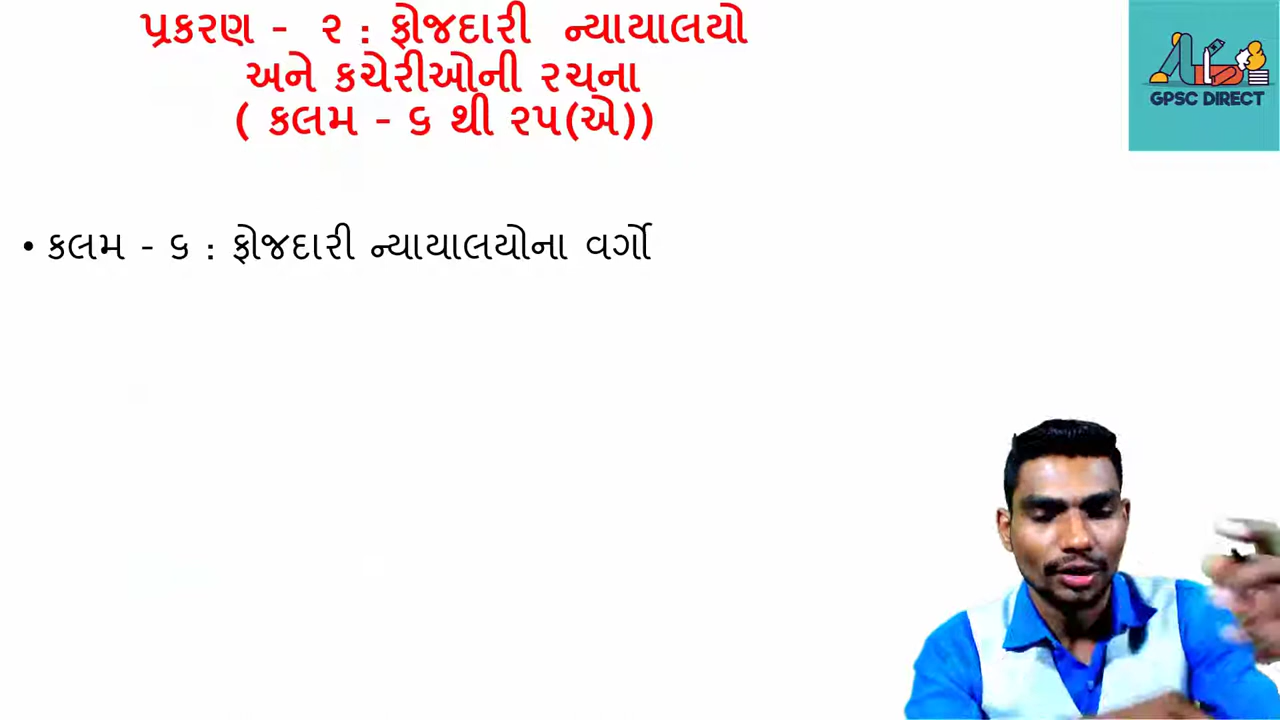 પ્રકરણ - ૨ : ફોજદારી ન્યાયાલયો
અને કચેરીઓની રચના
( કલમ - ૬ થી ૨૫(એ))
GPSC DIRECT
• કલમ - ૬ : ફોજદારી ન્યાયાલયોના વર્ગો